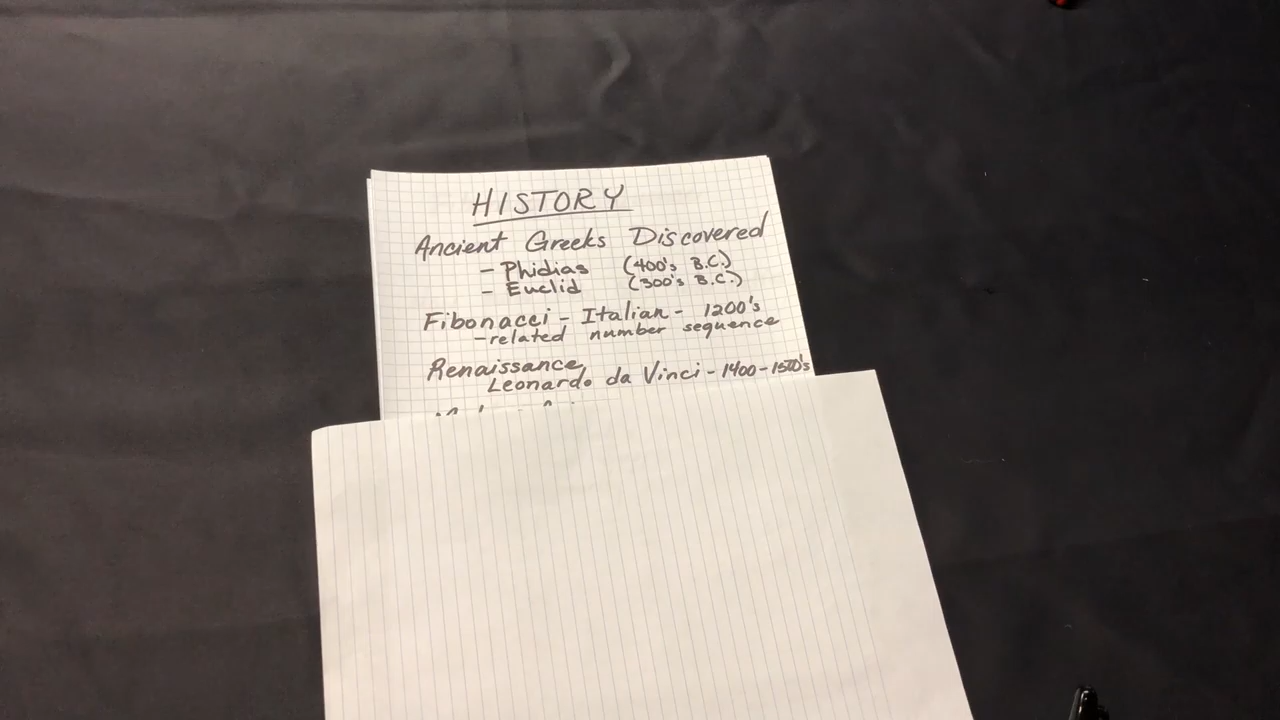 HISTORY
Ancient Greeks Discovered
- Phidias (400's B.C.)
- Euclid (300's B.C.)
Fibonacci - Italian - 1200's
-related number sequence
Renaissance
Leonardo da Vinci - 1400-1500's